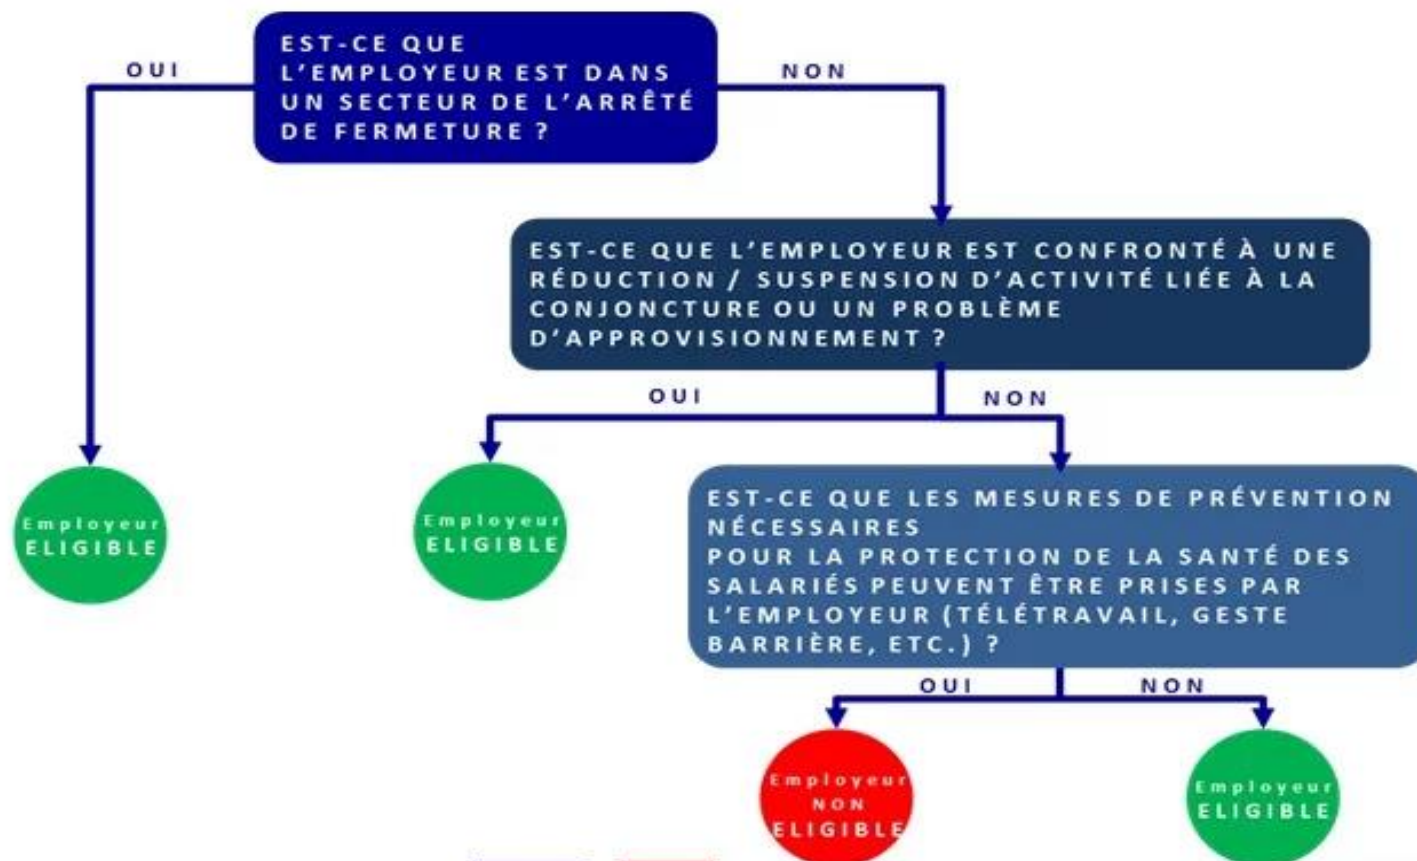 EST-CE QUE
L'EMPLOYEUR EST DANS
UN SECTEUR DE L'ARRÊTÉ
DE FERMETURE ?
OUI
NON
EST-CE QUE L'EMPLOYEUR EST CONFRONTÉ À UNE
RÉDUCTION / SUSPENSION D'ACTIVITÉ LIÉE À LA
CONJONCTURE OU UN PROBLÈME
D'APPROVISIONNEMENT ?
OUI
NON
Employeur
ELIGIBLE
Employeur
ELIGIBLE
EST-CE QUE LES MESURES DE PRÉVENTION
NÉCESSAIRES
POUR LA PROTECTION DE LA SANTÉ DES
SALARIÉS PEUVENT ÊTRE PRISES PAR
L'EMPLOYEUR (TÉLÉTRAVAIL, GESTE
BARRIÈRE, ETC.) ?
OUI
NON
Employeur
NON
ELIGIBLE
Employeur
ELIGIBLE